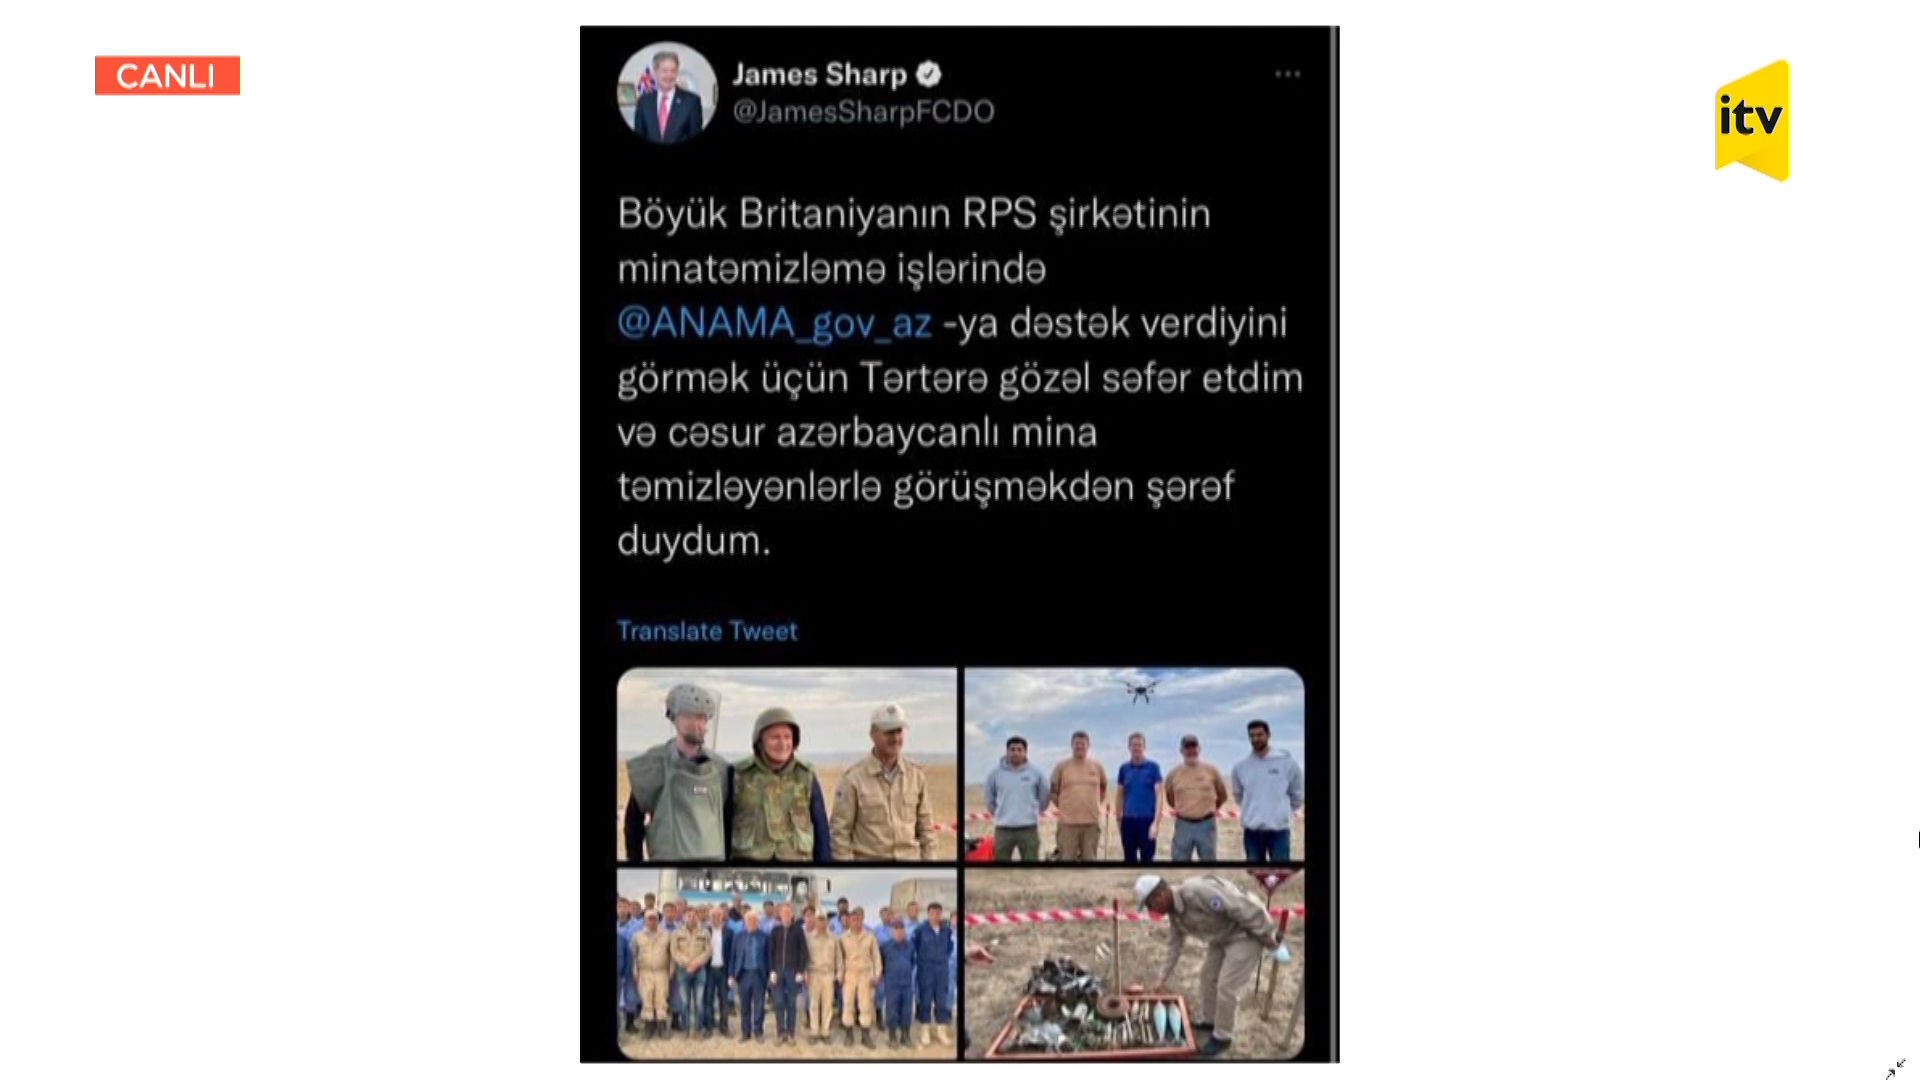 CANLI
itv
James Sharp
@JamesSharpFCDO
Böyük Britaniyanın RPS şirkətinin
minatəmizləmə işlərində
@ANAMA_gov_az -ya dəstək verdiyini
görmək üçün Tərtərə gözəl səfər etdim
və cəsur azərbaycanlı mina
təmizləyənlərlə görüşməkdən şərəf
duydum.
Translate Tweet